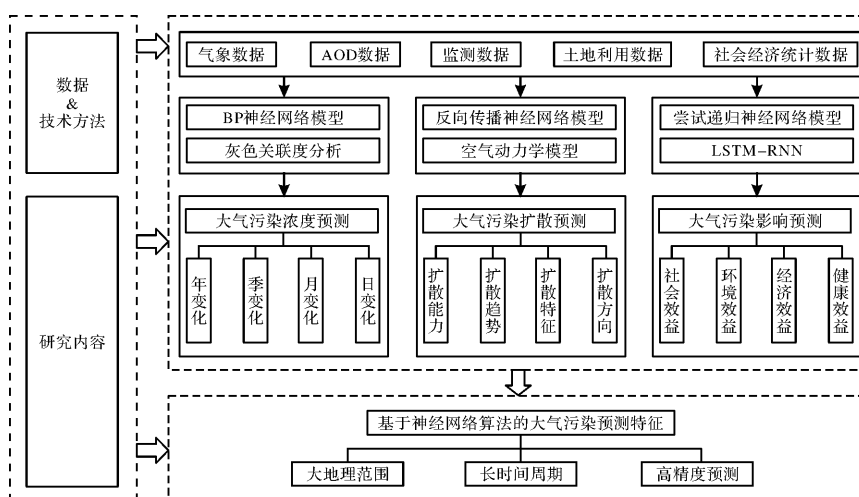 数据
&
技术方法
研究内容
气象数据
AOD数据
监测数据
土地利用数据
社会经济统计数据
BP神经网络模型
灰色关联度分析
反向传播神经网络模型
空气动力学模型
尝试递归神经网络模型
LSTM-RNN
大气污染浓度预测
年变化
季变化
月变化
日变化
大气污染扩散预测
扩散能力
扩散趋势
扩散特征
扩散方向
大气污染影响预测
社会效益
环境效益
经济效益
健康效益
基于神经网络算法的大气污染预测特征
大地理范围
长时间周期
高精度预测